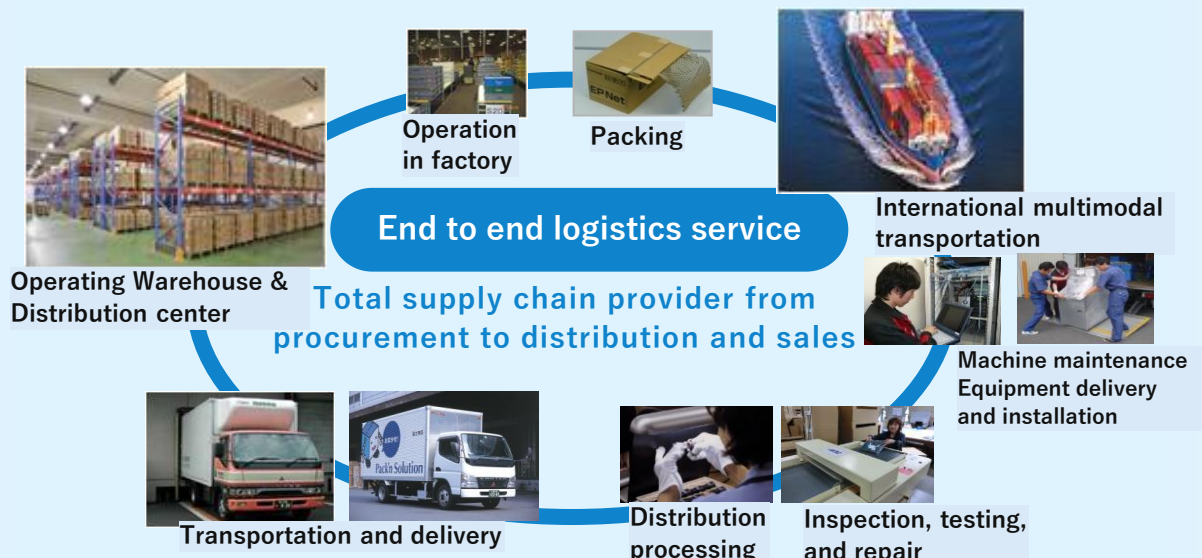 Operation
in factory
EPNet
Packing
End to end logistics service
International multimodal
transportation
Operating Warehouse &
Distribution center
Total supply chain provider from
procurement to distribution and sales
Machine maintenance
Equipment delivery
and installation
Pack'n Solution
Transportation and delivery
Distribution
processing
Inspection, testing,
and repair